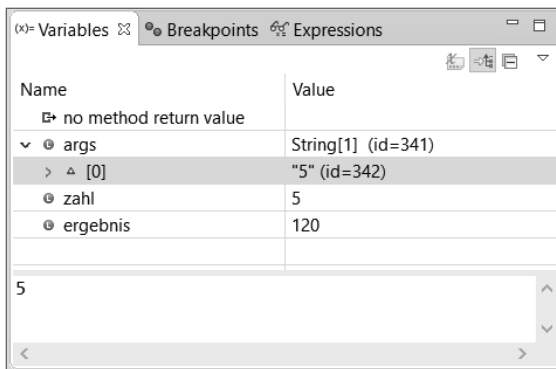 (x)= Variables Breakpoints Expressions
Name Value
no method return value
args String[1] (id=341)
[0] "5" (id=342)
zahl 5
ergebnis 120
5